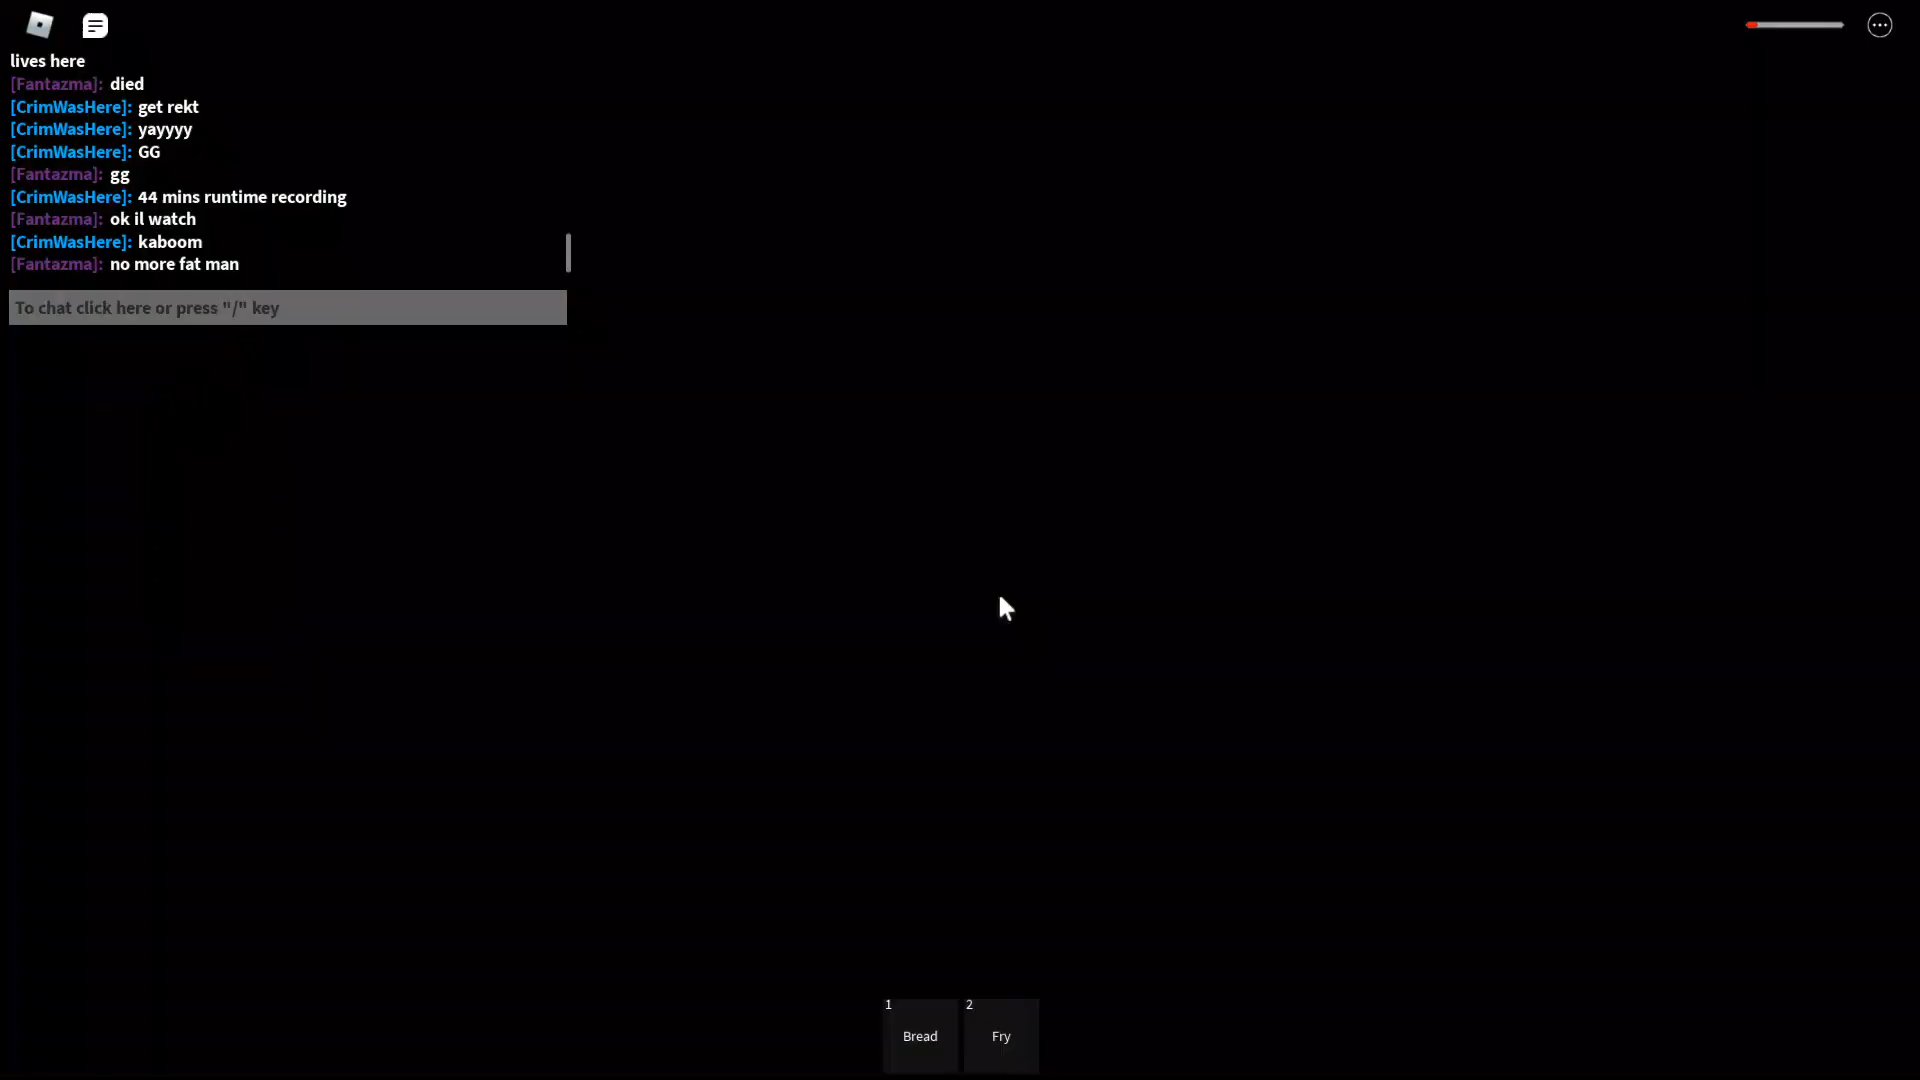 lives here
[Fantazma]: died
[CrimWasHere]: get rekt
[CrimWasHere]: yayyyy
[CrimWasHere]: GG
[Fantazma]: gg
[CrimWasHere]: 44 mins runtime recording
[Fantazma]: ok il watch
[CrimWasHere]: kaboom
[Fantazma]: no more fat man
To chat click here or press "/" key
1 2
Bread Fry